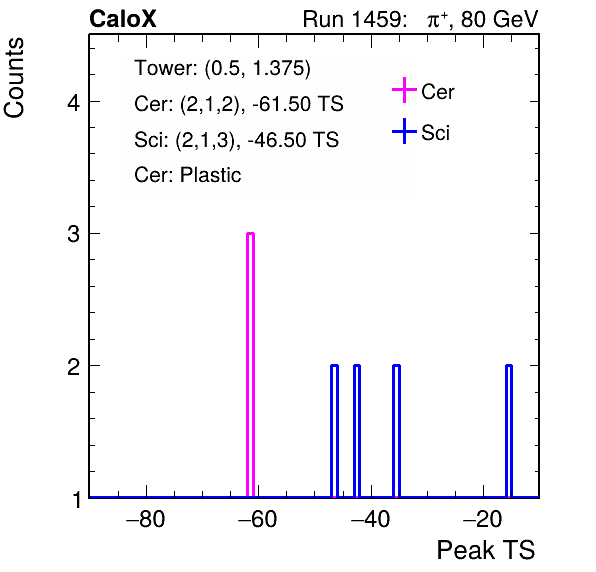 CaloX Run 1459: π+, 80 GeV
Counts
Tower: (0.5, 1.375)
Cer: (2,1,2), -61.50 TS
Sci: (2,1,3), -46.50 TS
Cer: Plastic
Cer
Sci
4
3
2
1
−80 −60 −40 −20
Peak TS